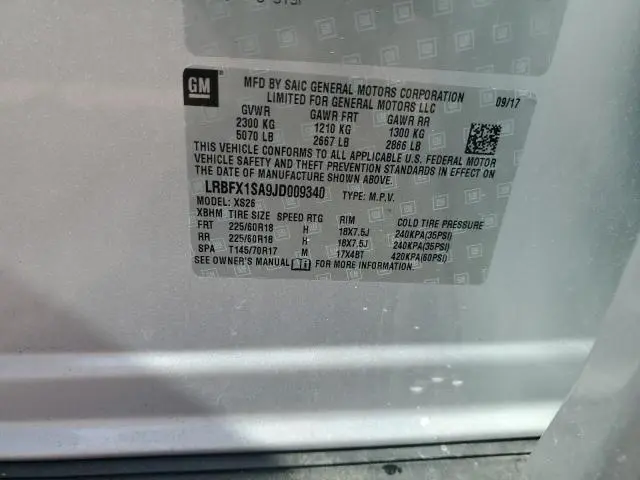 GM
MFD BY SAIC GENERAL MOTORS CORPORATION
LIMITED FOR GENERAL MOTORS LLC
09/17
GVWR GAWR FRT GAWR RR
2300 KG 1210 KG 1300 KG
5070 LB 2667 LB 2866 LB
THIS VEHICLE CONFORMS TO ALL APPLICABLE U.S. FEDERAL MOTOR
VEHICLE SAFETY AND THEFT PREVENTION STANDARDS IN EFFECT ON
THE DATE OF MANUFACTURE SHOWN ABOVE.
LRBFX1SA9JD009340 TYPE: M.P.V.
MODEL: XS26
XBHM TIRE SIZE SPEED RTG RIM COLD TIRE PRESSURE
FRT 225/60R18 H 18X7.5J 240KPA(35PSI)
RR 225/60R18 H 18X7.5J 240KPA(35PSI)
SPA T145/70R17 M 17X4BT 420KPA(60PSI)
SEE OWNER'S MANUAL FOR MORE INFORMATION.